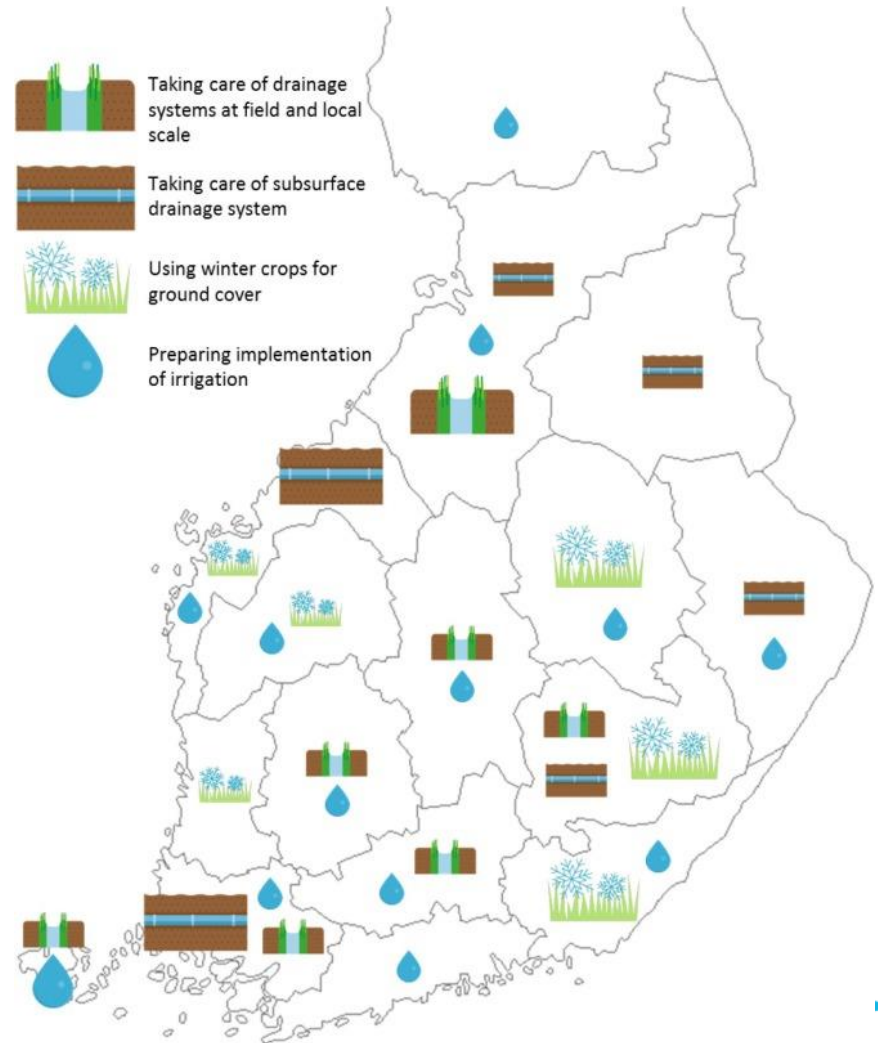 Taking care of drainage
systems at field and local
scale
Taking care of subsurface
drainage system
Using winter crops for
ground cover
Preparing implementation
of irrigation